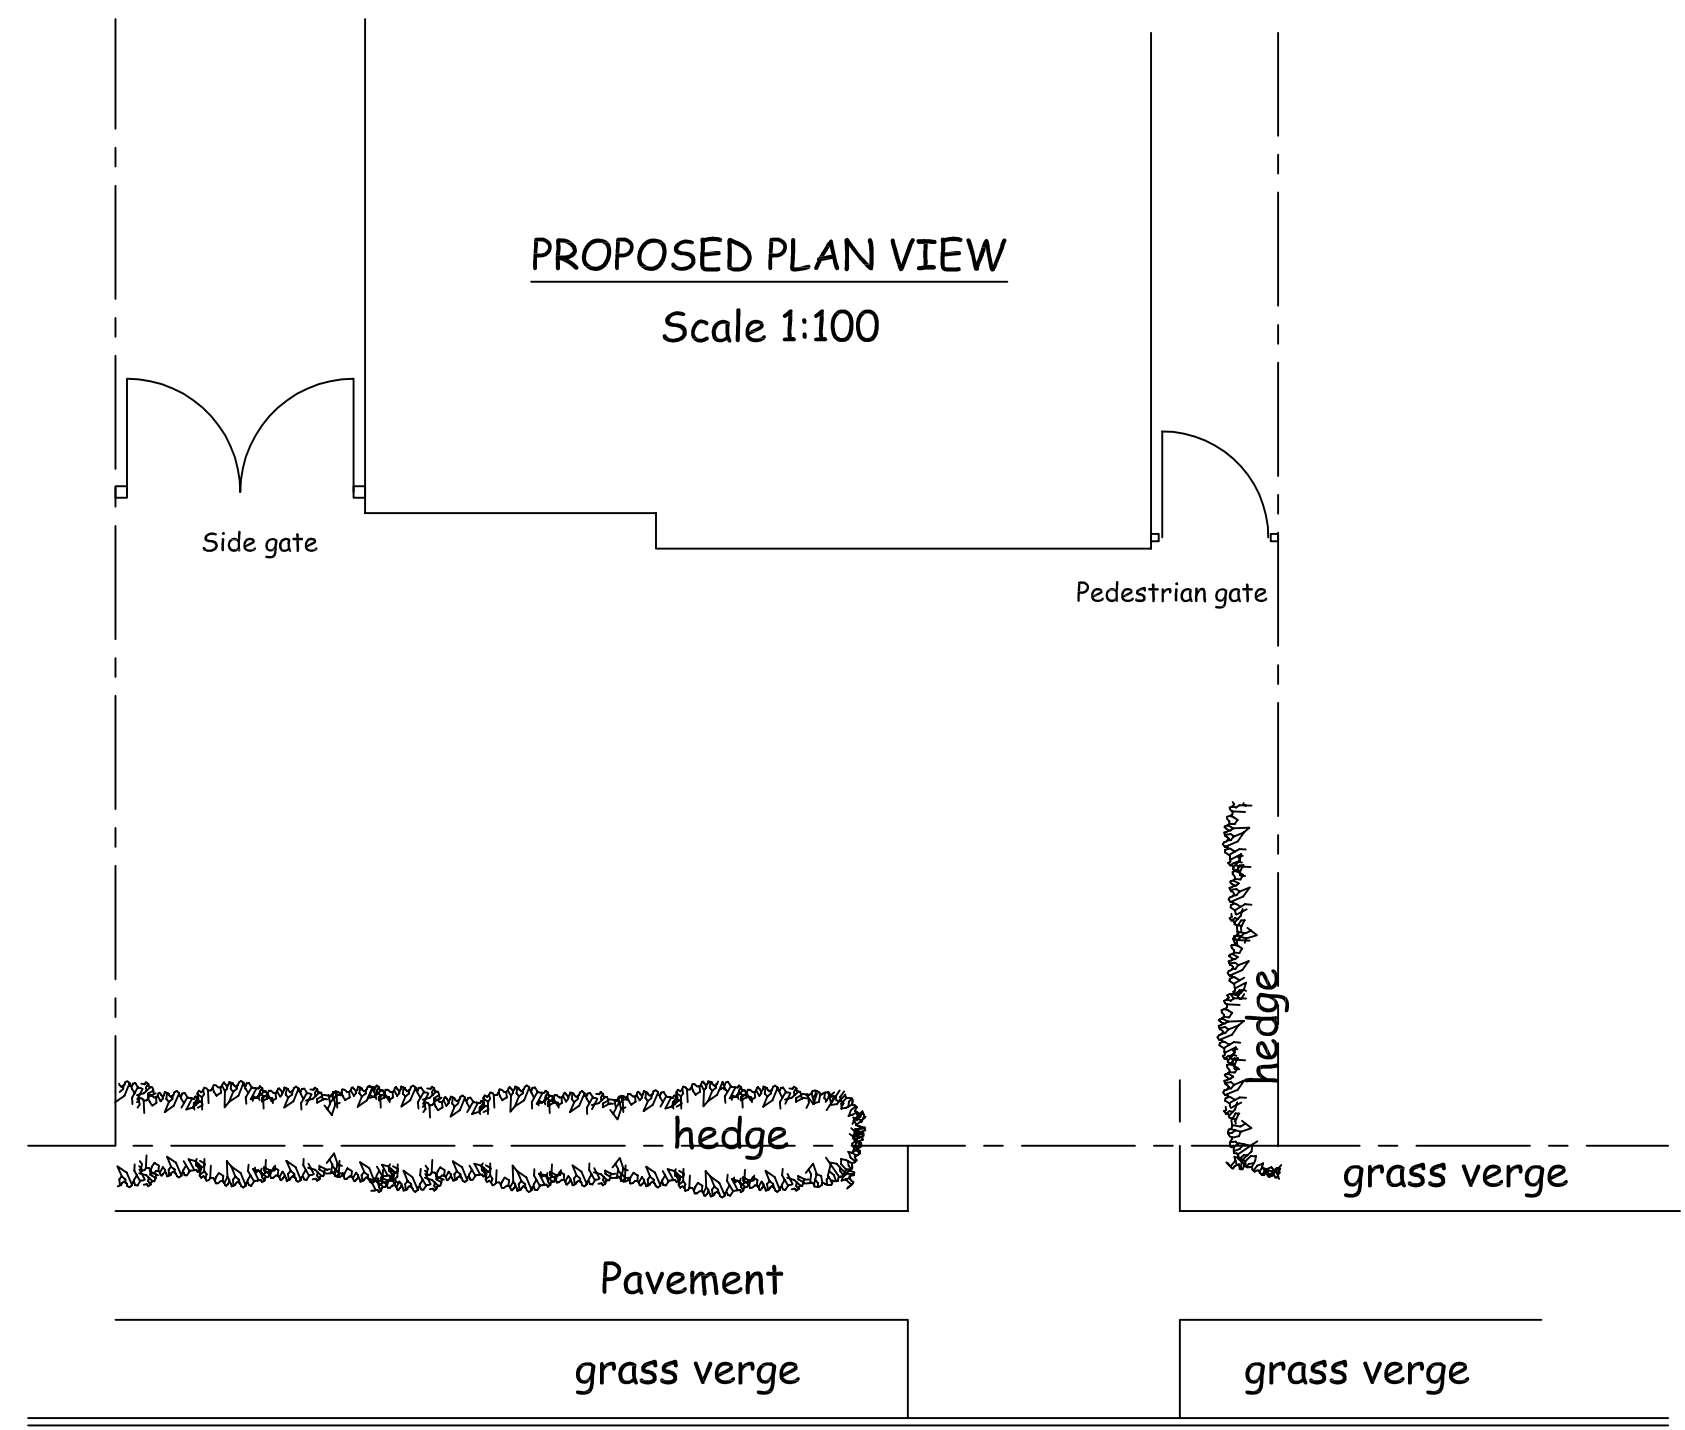 PROPOSED PLAN VIEW
Scale 1:100
Side gate
Pedestrian gate
hedge
hedge
grass verge
Pavement
grass verge
grass verge